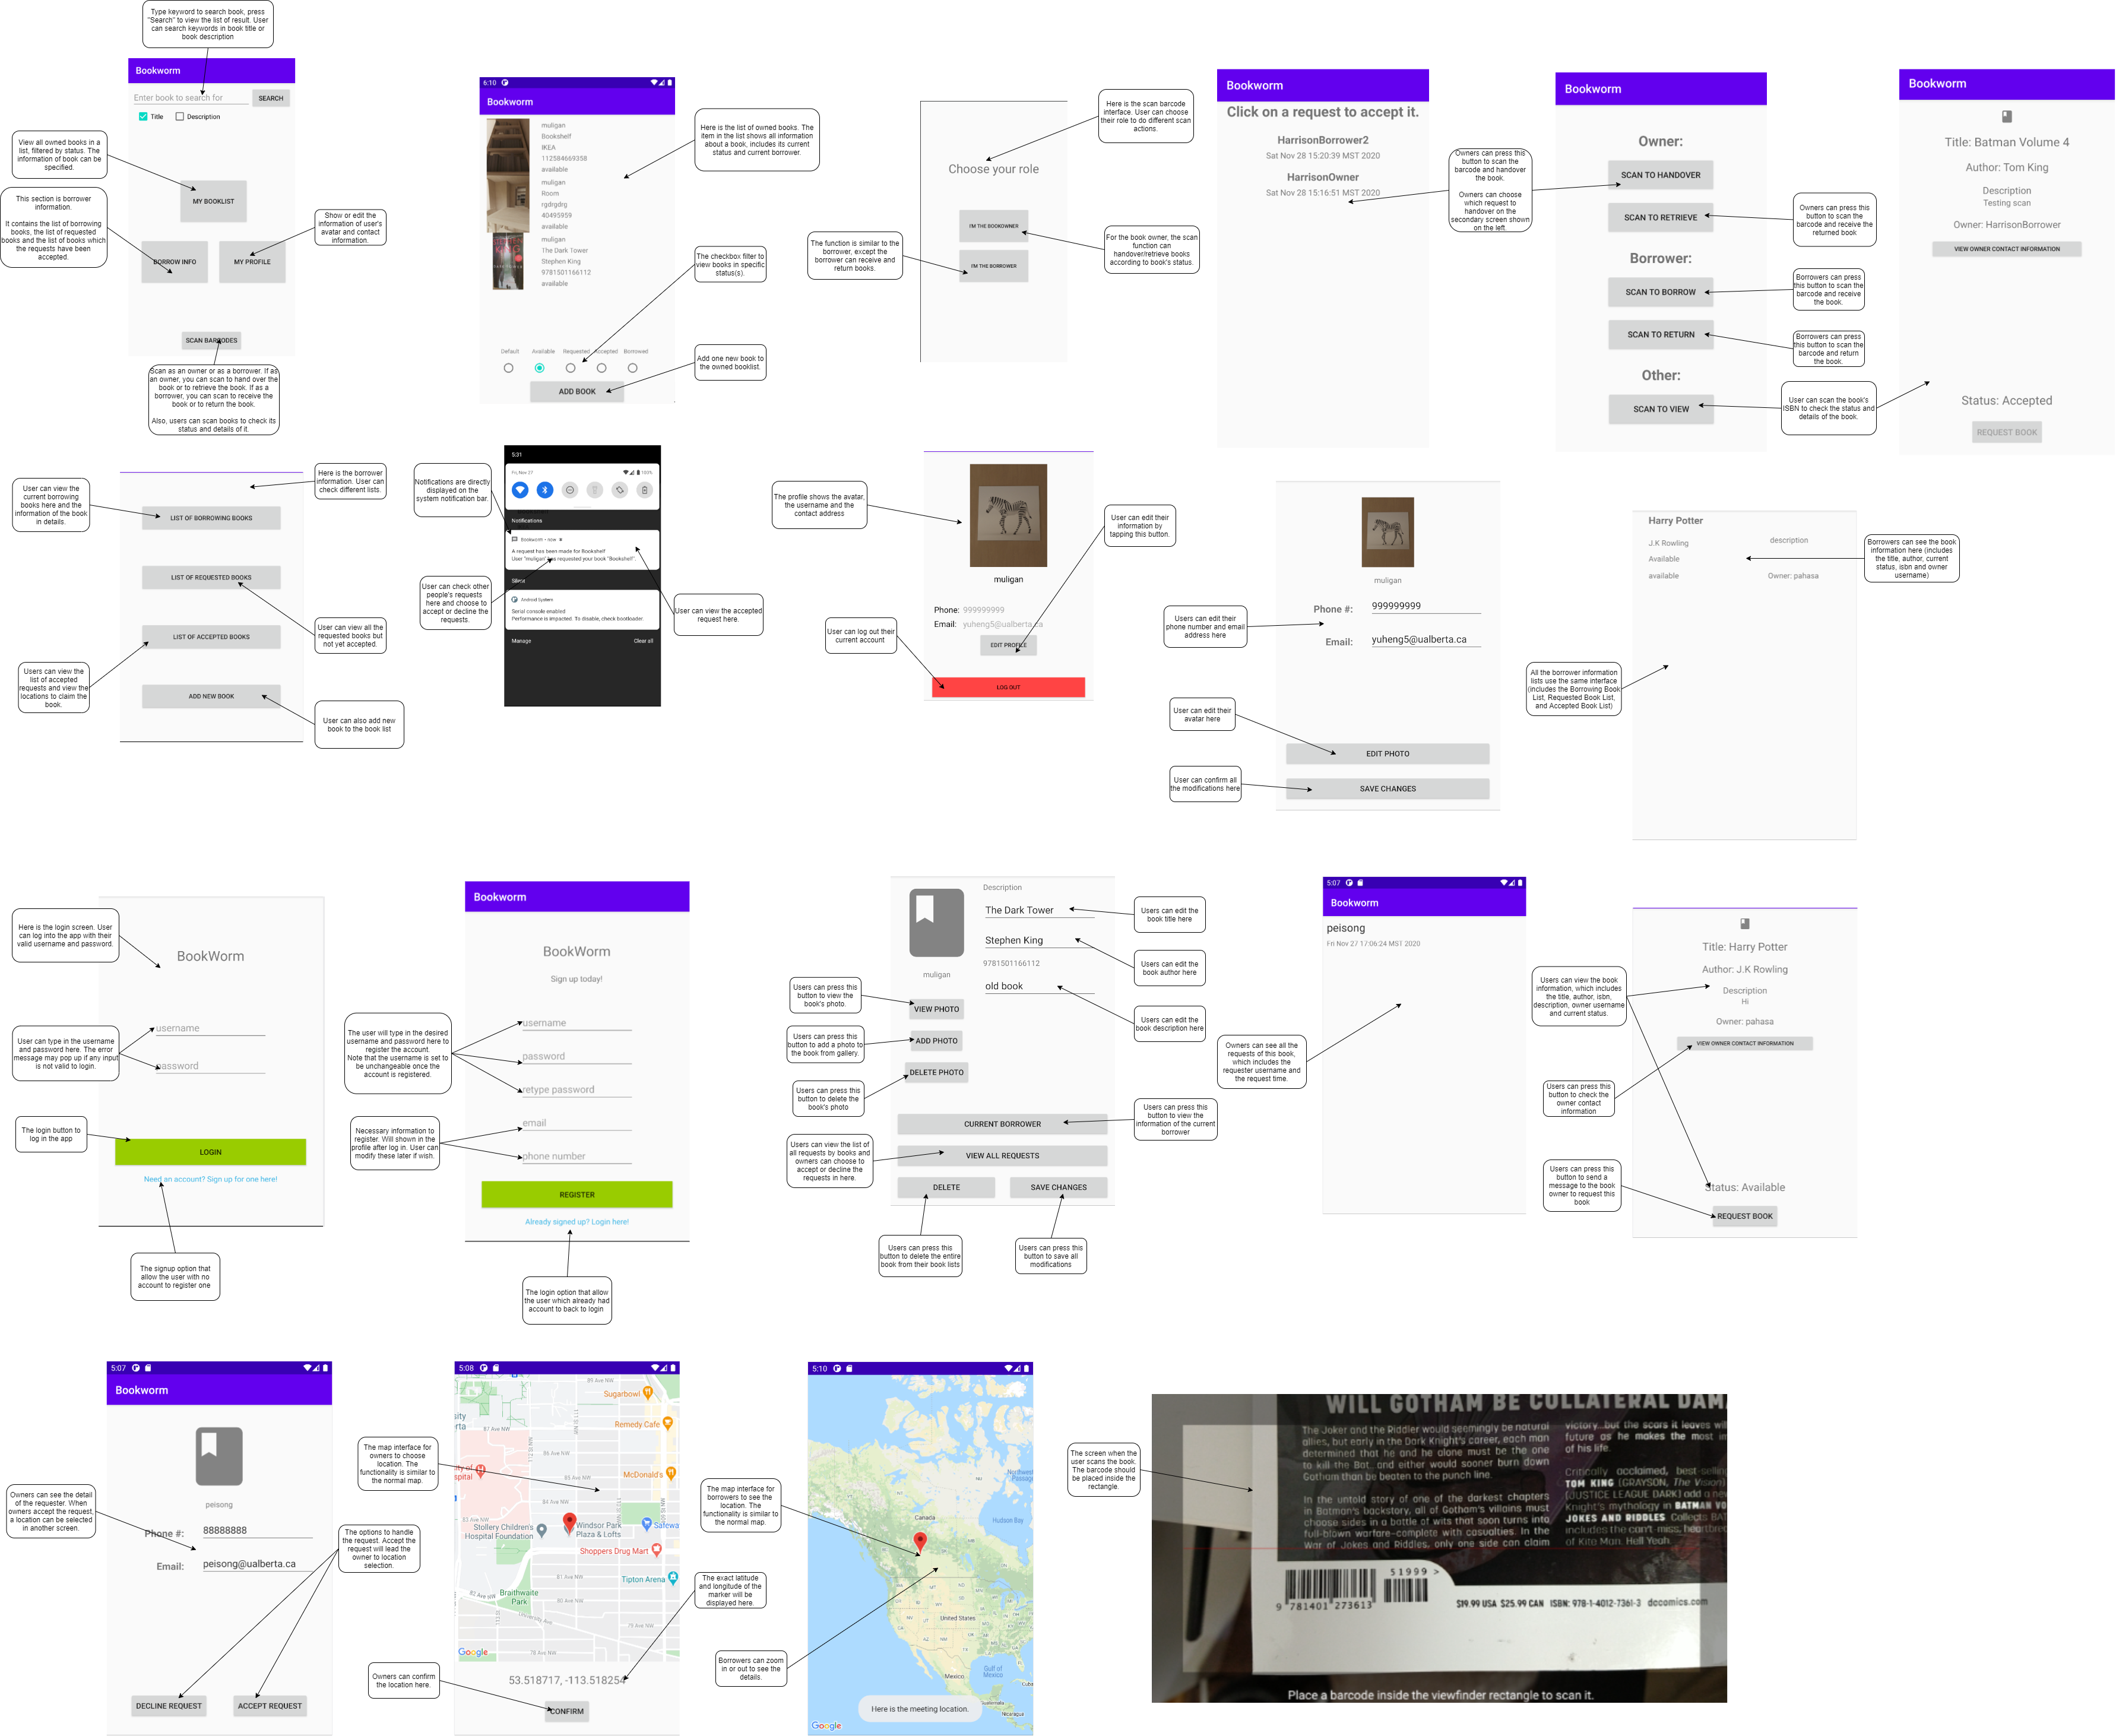 Type keyword to search book, press
"Search" to view the list of result. User
can search keywords in book title or
book description
Bookworm
Enter book to search for
SEARCH
Title
Description
View all owned books in a
list, filtered by status. The
information of book can be
specified.
MY BOOKLIST
This section is borrower
information.
It contains the list of borrowing
books, the list of requested
books and the list of books which
the requests have been
accepted.
Show or edit the
information of user's
avatar and contact
information.
BORROW INFO
MY PROFILE
SCAN BARCODES
Scan as an owner or as a borrower. If as
an owner, you can scan to hand over the
book or to retrieve the book. If as a
borrower, you can scan to receive the
book or to return the book.
Also, users can scan books to check its
status and details of it.
6:10
Bookworm
muligan
Bookshelf
IKEA
112584669358
available
muligan
Room
rgdrgdrg
40495959
available
muligan
The Dark Tower
Stephen King
9781501166112
available
Default
Available
Requested
Accepted
Borrowed
ADD BOOK
Here is the list of owned books. The
item in the list shows all information
about a book, includes its current
status and current borrower.
The checkbox filter to
view books in specific
status(s).
Add one new book to
the owned booklist.
Choose your role
I'M THE BOOKOWNER
I'M THE BORROWER
Here is the scan barcode
interface. User can choose
their role to do different scan
actions.
The function is similar to the
borrower, except the
borrower can receive and
return books.
For the book owner, the scan
function can
handover/retrieve books
according to book's status.
Bookworm
Click on a request to accept it.
HarrisonBorrower2
Sat Nov 28 15:20:39 MST 2020
HarrisonOwner
Sat Nov 28 15:16:51 MST 2020
Owners can press this
button to scan the
barcode and handover
the book.
Owners can choose
which request to
handover on the
secondary screen shown
on the left.
Bookworm
Owner:
SCAN TO HANDOVER
SCAN TO RETRIEVE
Borrower:
SCAN TO BORROW
SCAN TO RETURN
Other:
SCAN TO VIEW
Owners can press this
button to scan the
barcode and receive the
returned book
Borrowers can press
this button to scan the
barcode and receive
the book.
Borrowers can press
this button to scan the
barcode and return
the book.
User can scan the book's
ISBN to check the status and
details of the book.
Bookworm
Title: Batman Volume 4
Author: Tom King
Description
Testing scan
Owner: HarrisonBorrower
VIEW OWNER CONTACT INFORMATION
Status: Accepted
REQUEST BOOK
User can view the
current borrowing
books here and the
information of the book
in details.
Here is the borrower
information. User can
check different lists.
LIST OF BORROWING BOOKS
LIST OF REQUESTED BOOKS
LIST OF ACCEPTED BOOKS
ADD NEW BOOK
User can view all the
requested books but
not yet accepted.
Users can view the
list of accepted
requests and view the
locations to claim the
book.
User can also add new
book to the book list
Notifications are directly
displayed on the
system notification bar.
5:31
Fri, Nov 27
100%
Notifications
Bookworm • now
A request has been made for Bookshelf
User "muligan" has requested your book "Bookshelf".
Silent
Android System
Serial console enabled
Performance is impacted. To disable, check bootloader.
Manage
Clear all
User can check other
people's requests
here and choose to
accept or decline the
requests.
User can view the accepted
request here.
The profile shows the avatar,
the username and the
contact address
muligan
Phone: 999999999
Email: yuheng5@ualberta.ca
EDIT PROFILE
LOG OUT
User can edit their
information by
tapping this button.
User can log out their
current account
muligan
Phone #: 999999999
Email: yuheng5@ualberta.ca
EDIT PHOTO
SAVE CHANGES
Users can edit their
phone number and email
address here
User can edit their
avatar here
User can confirm all
the modifications here
Harry Potter
J.K Rowling
description
Available
available
Owner: pahasa
Borrowers can see the book
information here (includes
the title, author, current
status, isbn and owner
username)
All the borrower information
lists use the same interface
(includes the Borrowing Book
List, Requested Book List,
and Accepted Book List)
Here is the login screen. User
can log into the app with their
valid username and password.
BookWorm
username
password
LOGIN
Need an account? Sign up for one here!
User can type in the username
and password here. The error
message may pop up if any input
is not valid to login.
The login button to
log in the app
The signup option that
allow the user with no
account to register one
Bookworm
BookWorm
Sign up today!
username
password
retype password
email
phone number
REGISTER
Already signed up? Login here!
The user will type in the desired
username and password here to
register the account.
Note that the username is set to
be unchangeable once the
account is registered.
Necessary information to
register. Will shown in the
profile after log in. User can
modify these later if wish.
The login option that allow
the user which already had
account to back to login
Description
The Dark Tower
Stephen King
9781501166112
muligan
old book
VIEW PHOTO
ADD PHOTO
DELETE PHOTO
CURRENT BORROWER
VIEW ALL REQUESTS
DELETE
SAVE CHANGES
Users can edit the
book title here
Users can edit the
book author here
Users can edit the
book description here
Users can press this
button to view the
book's photo.
Users can press this
button to add a photo to
the book from gallery.
Users can press this
button to delete the
book's photo
Users can press this
button to view the
information of the current
borrower
Users can view the list of
all requests by books and
owners can choose to
accept or decline the
requests in here.
Users can press this
button to delete the entire
book from their book lists
Users can press this
button to save all
modifications
5:07
Bookworm
peisong
Fri Nov 27 17:06:24 MST 2020
Owners can see all the
requests of this book,
which includes the
requester username and
the request time.
Title: Harry Potter
Author: J.K Rowling
Description
Hi
Owner: pahasa
VIEW OWNER CONTACT INFORMATION
Status: Available
REQUEST BOOK
Users can view the book
information, which includes
the title, author, isbn,
description, owner username
and current status.
Users can press this
button to check the
owner contact
information
Users can press this
button to send a
message to the book
owner to request this
book
5:07
Bookworm
peisong
Phone #: 88888888
Email: peisong@ualberta.ca
DECLINE REQUEST
ACCEPT REQUEST
Owners can see the detail
of the requester. When
owners accept the request,
a location can be selected
in another screen.
The options to handle
the request. Accept the
request will lead the
owner to location
selection.
5:08
Sugarbowl
Remedy Cafe
McDonald's
Stollery Children's
Hospital Foundation
Windsor Park
Plaza & Lofts
Safeway
Shoppers Drug Mart
Tipton Arena
Braithwaite
Park
University Ave
Google
53.518717, -113.518254
CONFIRM
The map interface for
owners to choose
location. The
functionality is similar to
the normal map.
The exact latitude
and longitude of the
marker will be
displayed here.
Owners can confirm
the location here.
5:10
Canada
Hudson Bay
United States
Mexico
Gulf of
Mexico
Cuba
Guatemala
Nicaragua
Here is the meeting location.
Google
The map interface for
borrowers to see the
location. The
functionality is similar to
the normal map.
Borrowers can zoom
in or out to see the
details.
The screen when the
user scans the book.
The barcode should
be placed inside the
rectangle.
WILL GOTHAM BE COLLATERAL DAM
The Joker and the Riddler would seemingly be natural
allies, but early in the Dark Knight's career, each man
determined that he and he alone must be the one
to kill the Bat and either would sooner burn down
Gotham than be beaten to the punch line.
In the untold story of one of the darkest chapters
in Batman's backstory, all of Gotham's villains must
choose sides in a battle of wits that soon turns into
full-blown warfare—complete with casualties. In the
War of Jokes and Riddles, only one side can claim
victory but the scars it leaves will
future as he makes the most im
of his life.
Critically acclaimed, best-selling
TOM KING (GRAYSON, The Vision)
(JUSTICE LEAGUE DARK) add a new
Knight's mythology in BATMAN VO
JOKES AND RIDDLES Collects BAT
includes the can't-miss, heartbre
of Kite Man. Hell Yeah.
51999 >
9 781401 273613
$19.99 USA $25.99 CAN ISBN: 978-1-4012-7361-3 dccomics.com
Place a barcode inside the viewfinder rectangle to scan it.